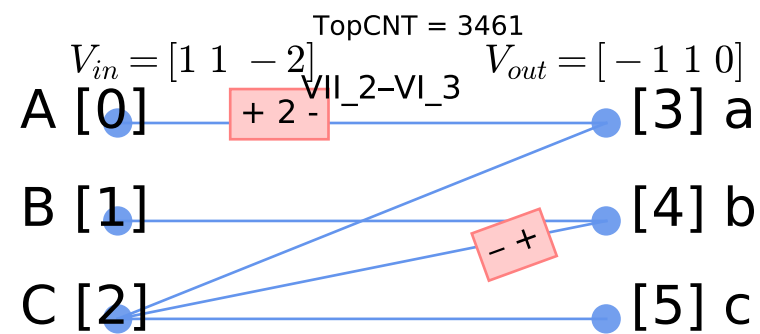 TopCNT = 3461
V_in = [1 1 − 2] V_out = [ − 1 1 0]
VII_2–VI_3
A [0] + 2 - [3] a
B [1] [4] b
− +
C [2] [5] c